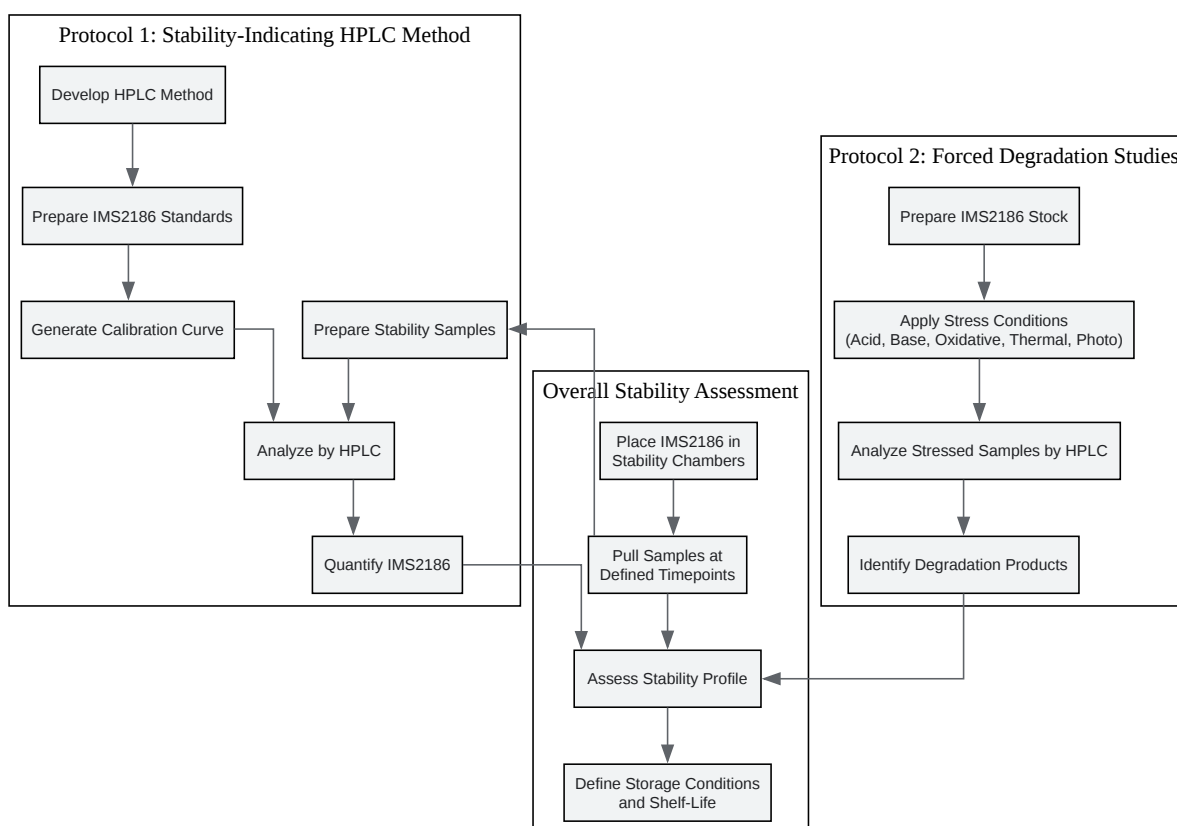 Protocol 1: Stability-Indicating HPLC Method
Develop HPLC Method
Prepare IMS2186 Standards
Generate Calibration Curve
Prepare Stability Samples
Analyze by HPLC
Quantify IMS2186
Overall Stability Assessment
Place IMS2186 in
Stability Chambers
Pull Samples at
Defined Timepoints
Assess Stability Profile
Define Storage Conditions
and Shelf-Life
Protocol 2: Forced Degradation Studies
Prepare IMS2186 Stock
Apply Stress Conditions
(Acid, Base, Oxidative, Thermal, Photo)
Analyze Stressed Samples by HPLC
Identify Degradation Products